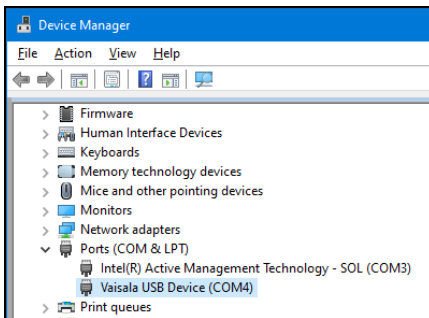 Device Manager
File Action View Help
Firmware
Human Interface Devices
Keyboards
Memory technology devices
Mice and other pointing devices
Monitors
Network adapters
Ports (COM & LPT)
Intel(R) Active Management Technology - SOL (COM3)
Vaisala USB Device (COM4)
Print queues